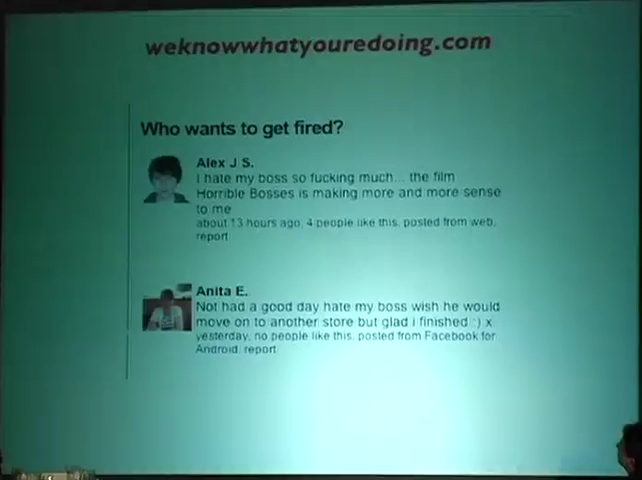 weknowwhatyouredoing.com
Who wants to get fired?
Alex J S.
I hate my boss so fucking much... the film
Horrible Bosses is making more and more sense
to me
about 13 hours ago, 4 people like this, posted from web,
report
Anita E.
Not had a good day hate my boss wish he would
move on to another store but glad i finished :) x
yesterday, no people like this, posted from Facebook for
Android, report